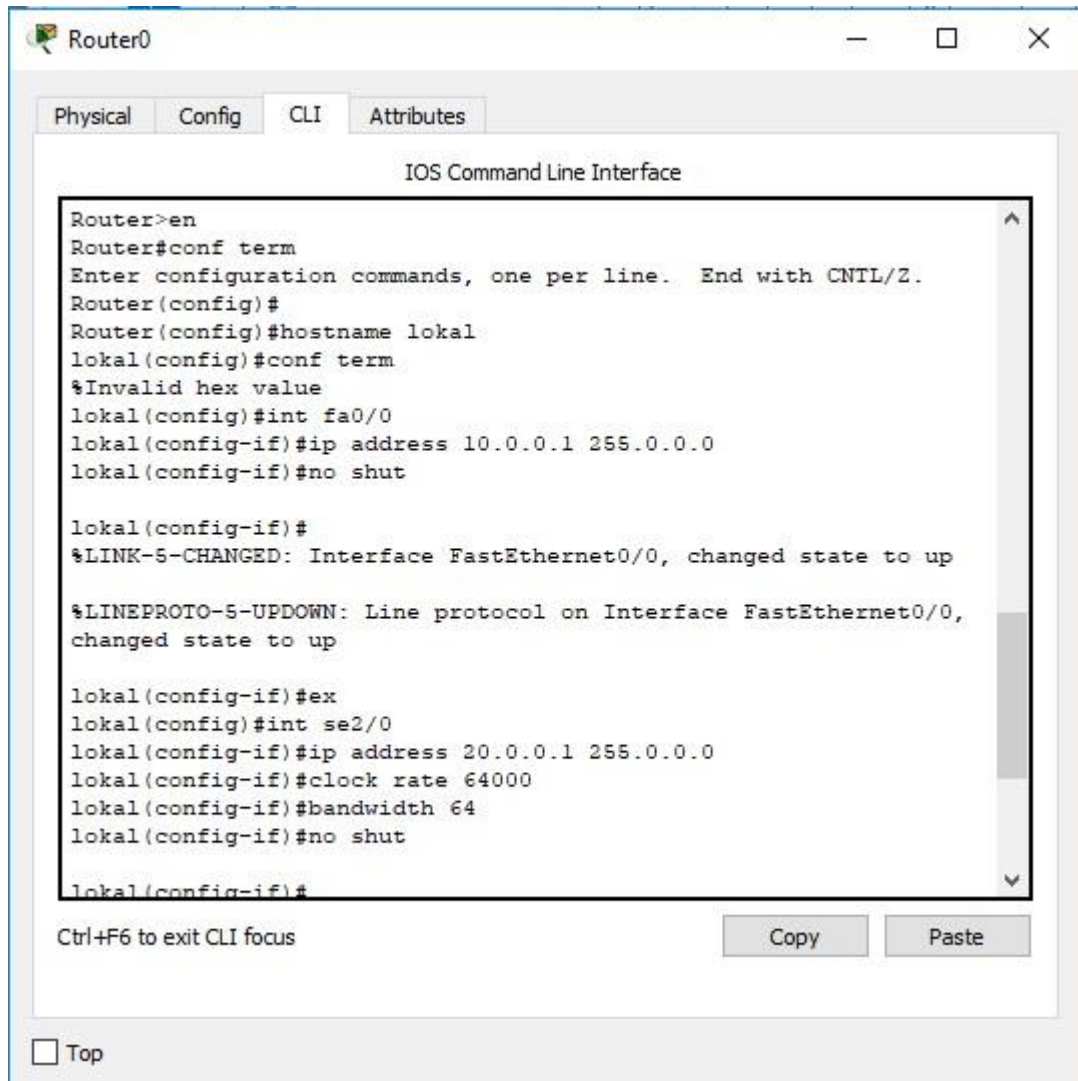 Router0
Physical Config CLI Attributes
IOS Command Line Interface
Router>en
Router#conf term
Enter configuration commands, one per line.  End with CNTL/Z.
Router(config)#
Router(config)#hostname lokal
lokal(config)#conf term
%Invalid hex value
lokal(config)#int fa0/0
lokal(config-if)#ip address 10.0.0.1 255.0.0.0
lokal(config-if)#no shut
lokal(config-if)#
%LINK-5-CHANGED: Interface FastEthernet0/0, changed state to up
%LINEPROTO-5-UPDOWN: Line protocol on Interface FastEthernet0/0,
changed state to up
lokal(config-if)#ex
lokal(config)#int se2/0
lokal(config-if)#ip address 20.0.0.1 255.0.0.0
lokal(config-if)#clock rate 64000
lokal(config-if)#bandwidth 64
lokal(config-if)#no shut
lokal(config-if)#
Ctrl+F6 to exit CLI focus
Copy Paste
Top